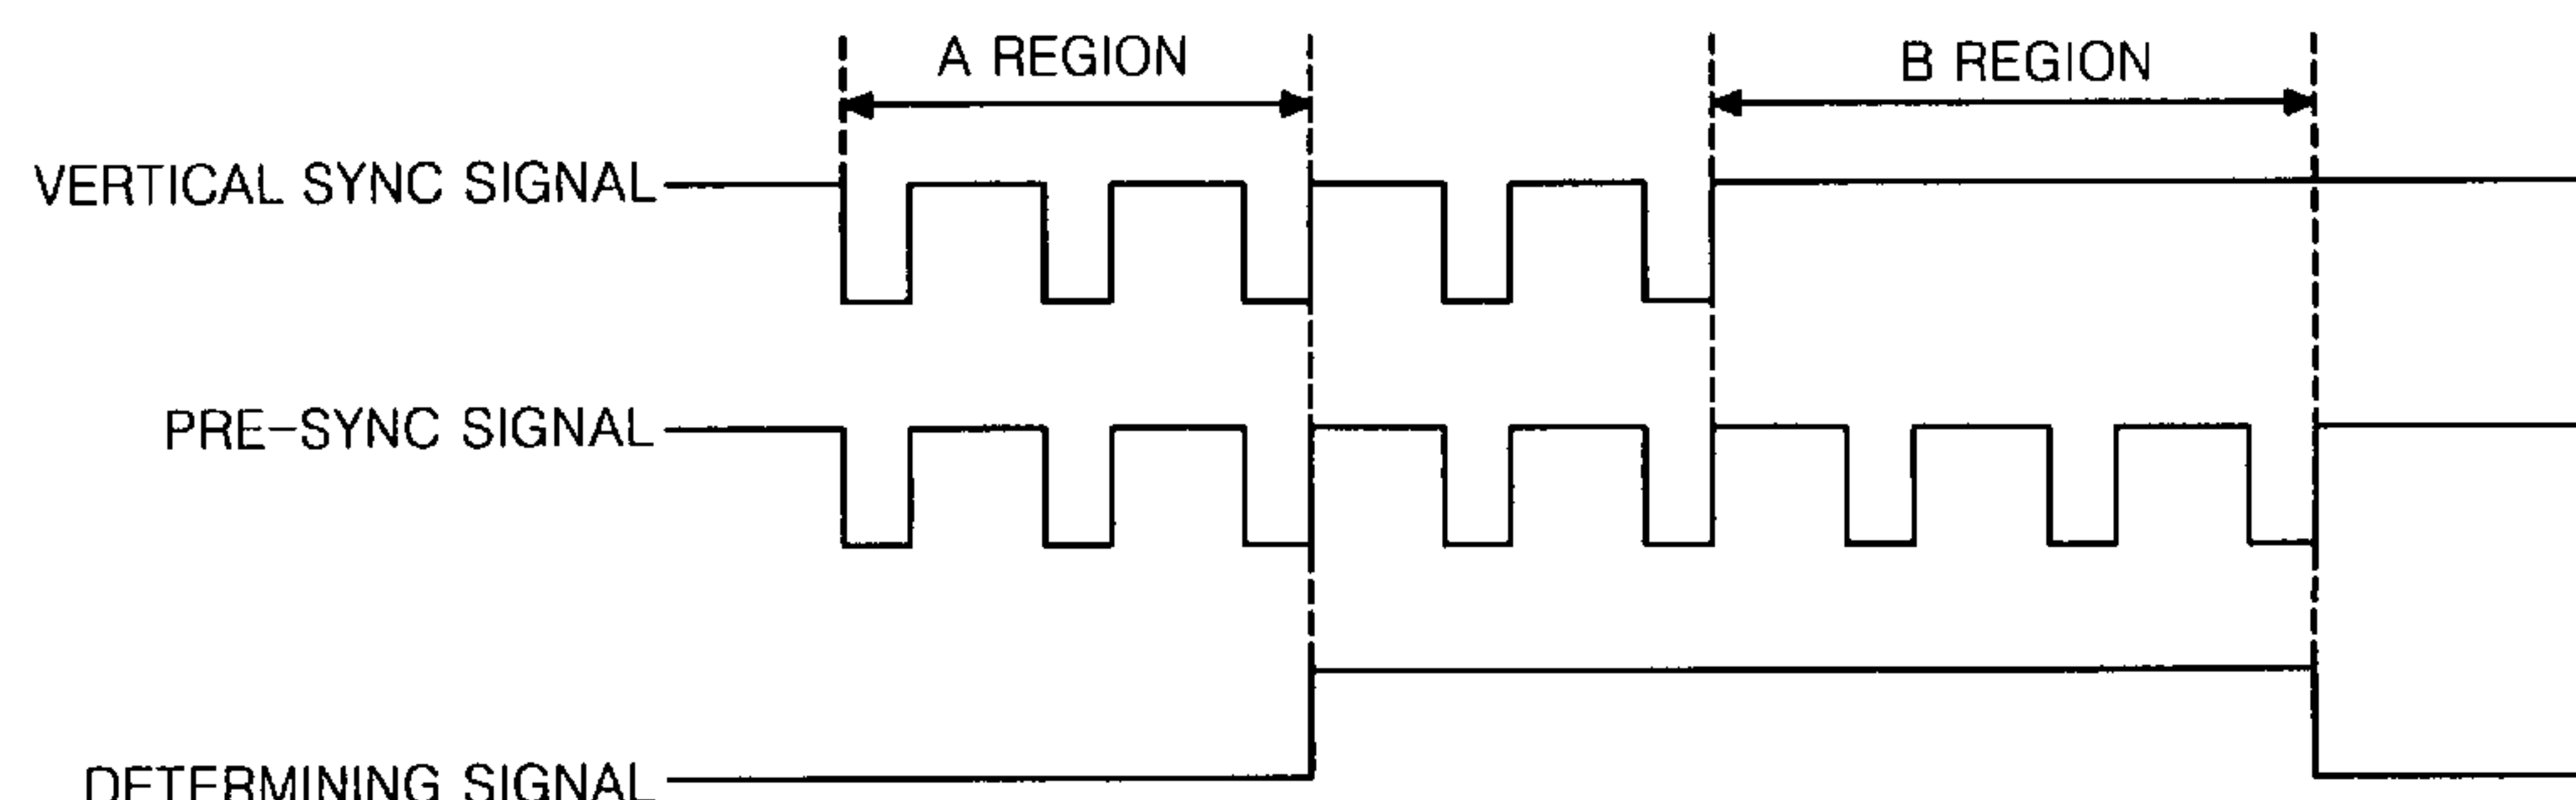 A REGION
B REGION
VERTICAL SYNC SIGNAL
PRE-SYNC SIGNAL
DETERMINING SIGNAL